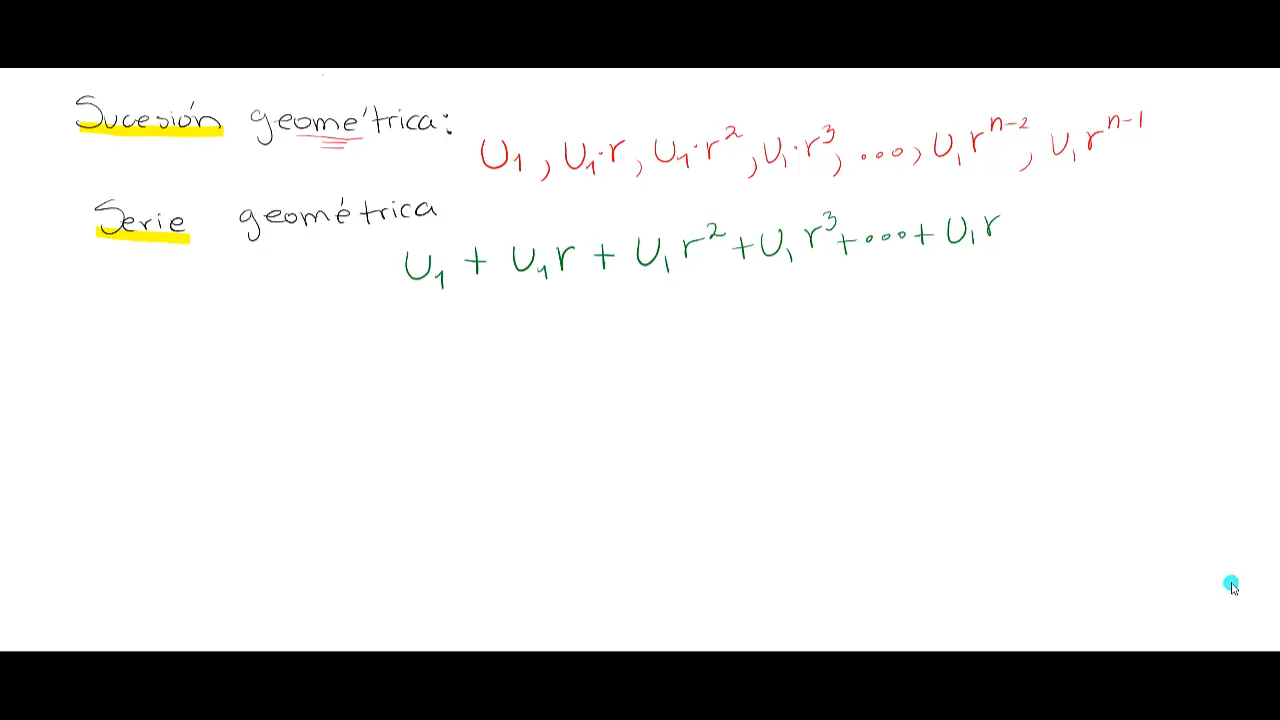 Sucesión geométrica: U₁, U₁·r, U₁·r², U₁·r³, ..., U₁r^(n-2), U₁r^(n-1)
Serie geométrica
U₁ + U₁r + U₁r² + U₁r³ + ... + U₁r